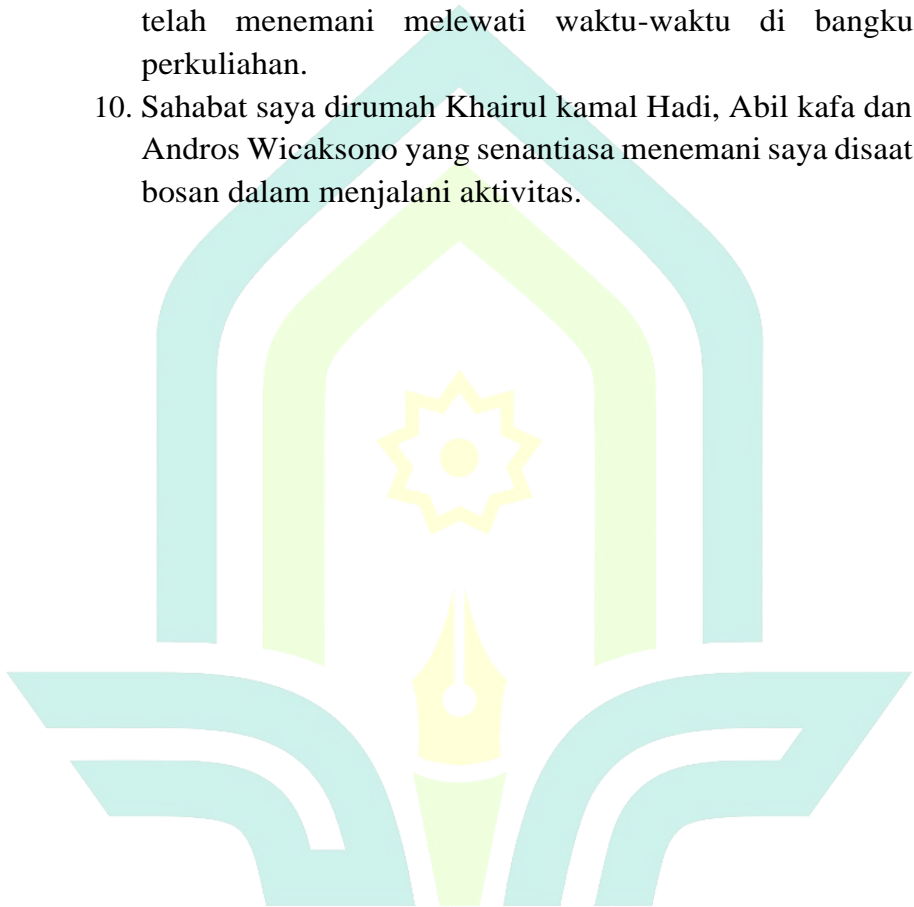 telah menemani melewati waktu-waktu di bangku
perkuliahan.
10. Sahabat saya dirumah Khairul kamal Hadi, Abil kafa dan
Andros Wicaksono yang senantiasa menemani saya disaat
bosan dalam menjalani aktivitas.